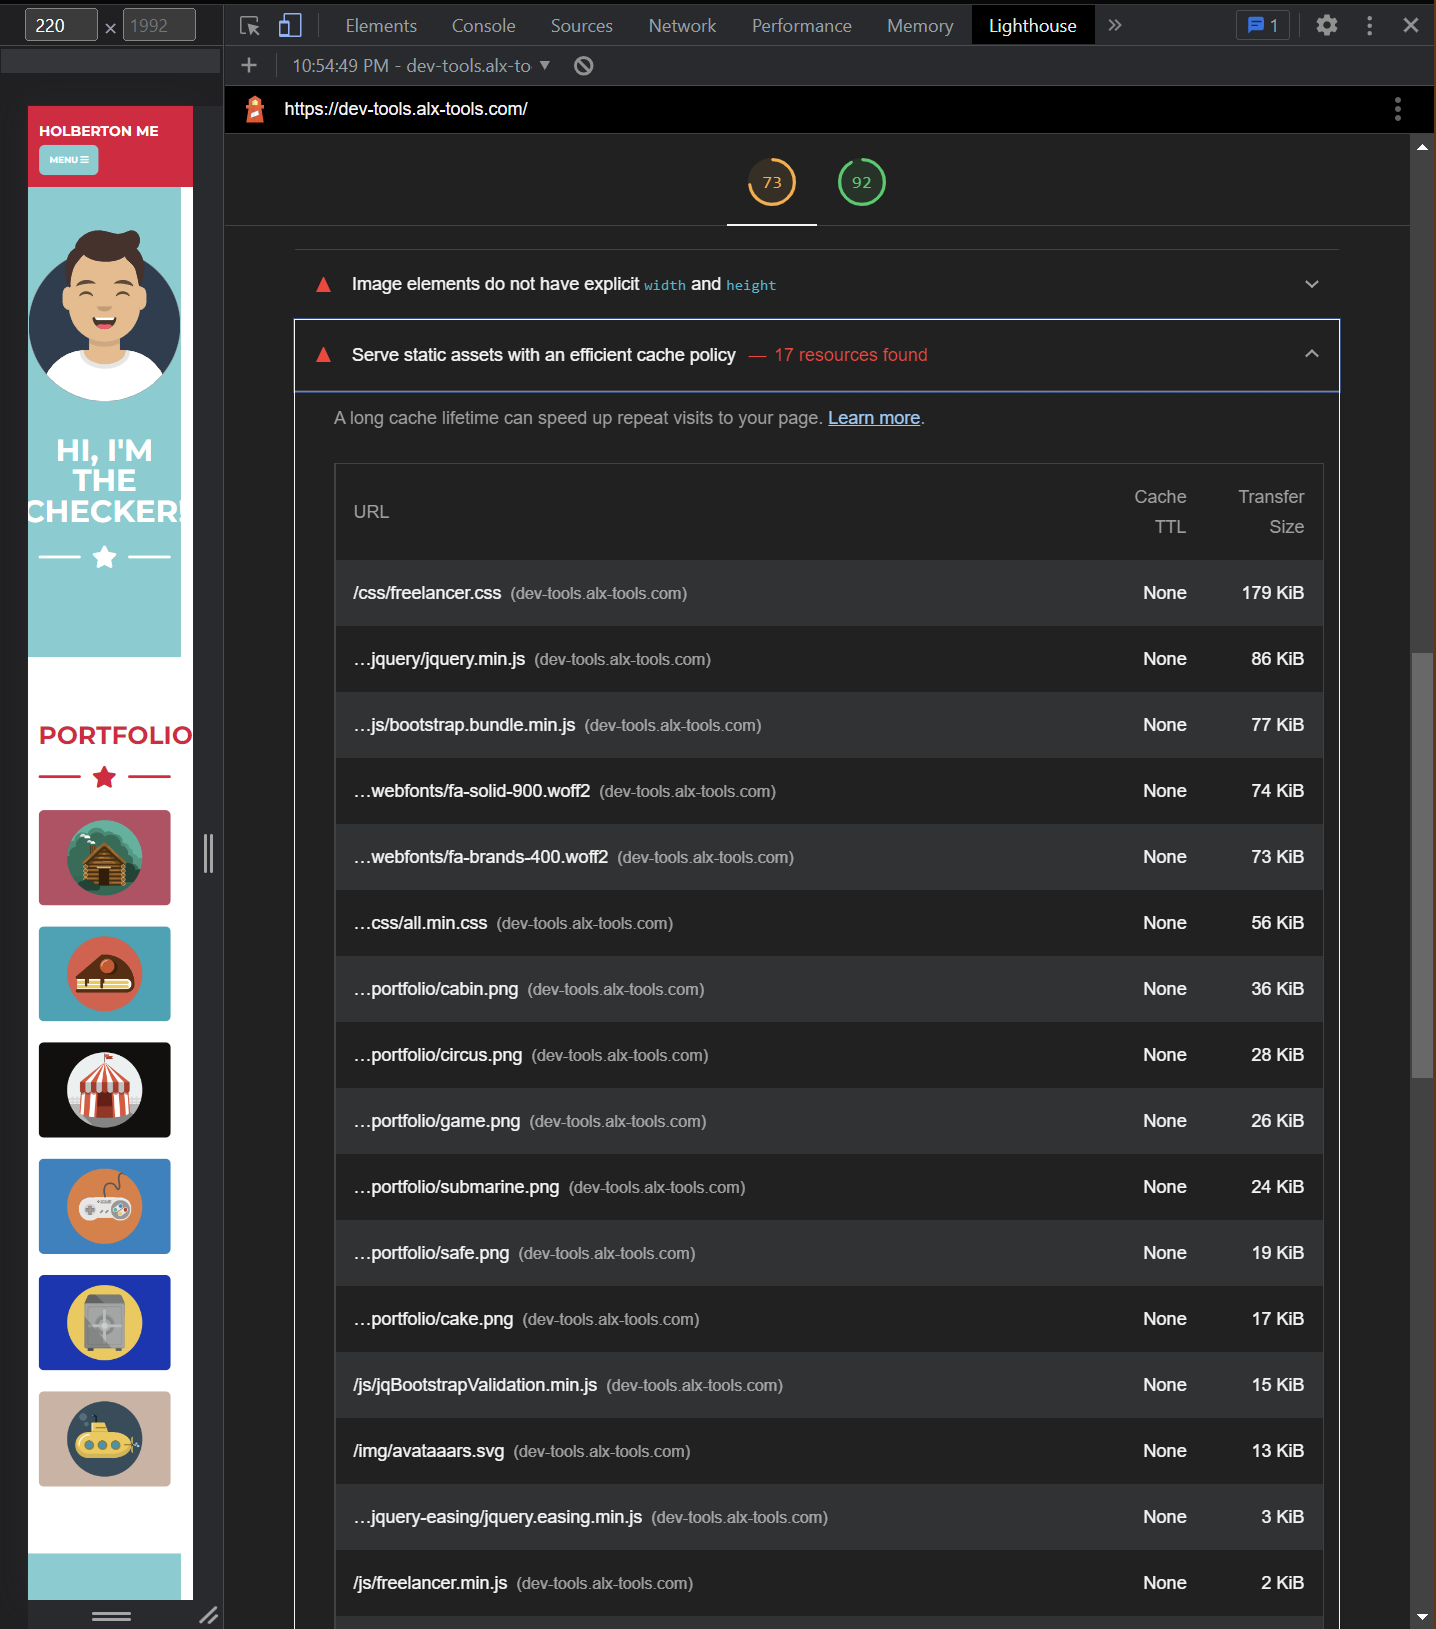 220 × 1992
Elements Console Sources Network Performance Memory Lighthouse » 1
10:54:49 PM - dev-tools.alx-to
https://dev-tools.alx-tools.com/
HOLBERTON ME
MENU
HI, I'M
THE
CHECKER!
PORTFOLIO
73 92
Image elements do not have explicit width and height
Serve static assets with an efficient cache policy — 17 resources found
A long cache lifetime can speed up repeat visits to your page. Learn more.
URL Cache TTL Transfer Size
/css/freelancer.css (dev-tools.alx-tools.com) None 179 KiB
…jquery/jquery.min.js (dev-tools.alx-tools.com) None 86 KiB
…js/bootstrap.bundle.min.js (dev-tools.alx-tools.com) None 77 KiB
…webfonts/fa-solid-900.woff2 (dev-tools.alx-tools.com) None 74 KiB
…webfonts/fa-brands-400.woff2 (dev-tools.alx-tools.com) None 73 KiB
…css/all.min.css (dev-tools.alx-tools.com) None 56 KiB
…portfolio/cabin.png (dev-tools.alx-tools.com) None 36 KiB
…portfolio/circus.png (dev-tools.alx-tools.com) None 28 KiB
…portfolio/game.png (dev-tools.alx-tools.com) None 26 KiB
…portfolio/submarine.png (dev-tools.alx-tools.com) None 24 KiB
…portfolio/safe.png (dev-tools.alx-tools.com) None 19 KiB
…portfolio/cake.png (dev-tools.alx-tools.com) None 17 KiB
/js/jqBootstrapValidation.min.js (dev-tools.alx-tools.com) None 15 KiB
/img/avataaars.svg (dev-tools.alx-tools.com) None 13 KiB
…jquery-easing/jquery.easing.min.js (dev-tools.alx-tools.com) None 3 KiB
/js/freelancer.min.js (dev-tools.alx-tools.com) None 2 KiB